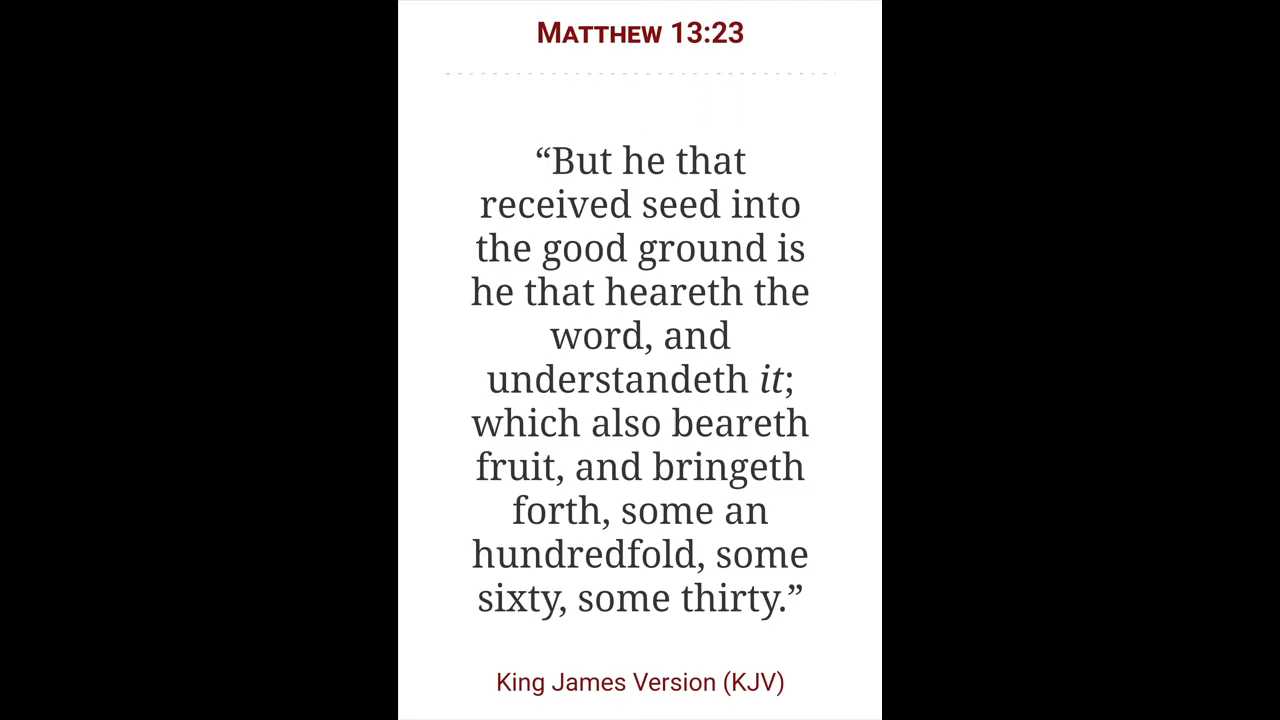 Matthew 13:23
“But he that
received seed into
the good ground is
he that heareth the
word, and
understandeth it;
which also beareth
fruit, and bringeth
forth, some an
hundredfold, some
sixty, some thirty.”
King James Version (KJV)